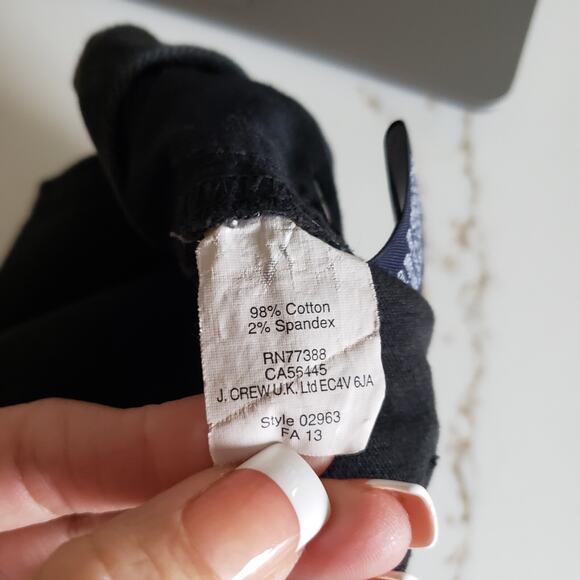 98% Cotton
2% Spandex
RN77388
CA56445
J. CREW U.K. Ltd EC4V 6JA
Style 02963
FA 13